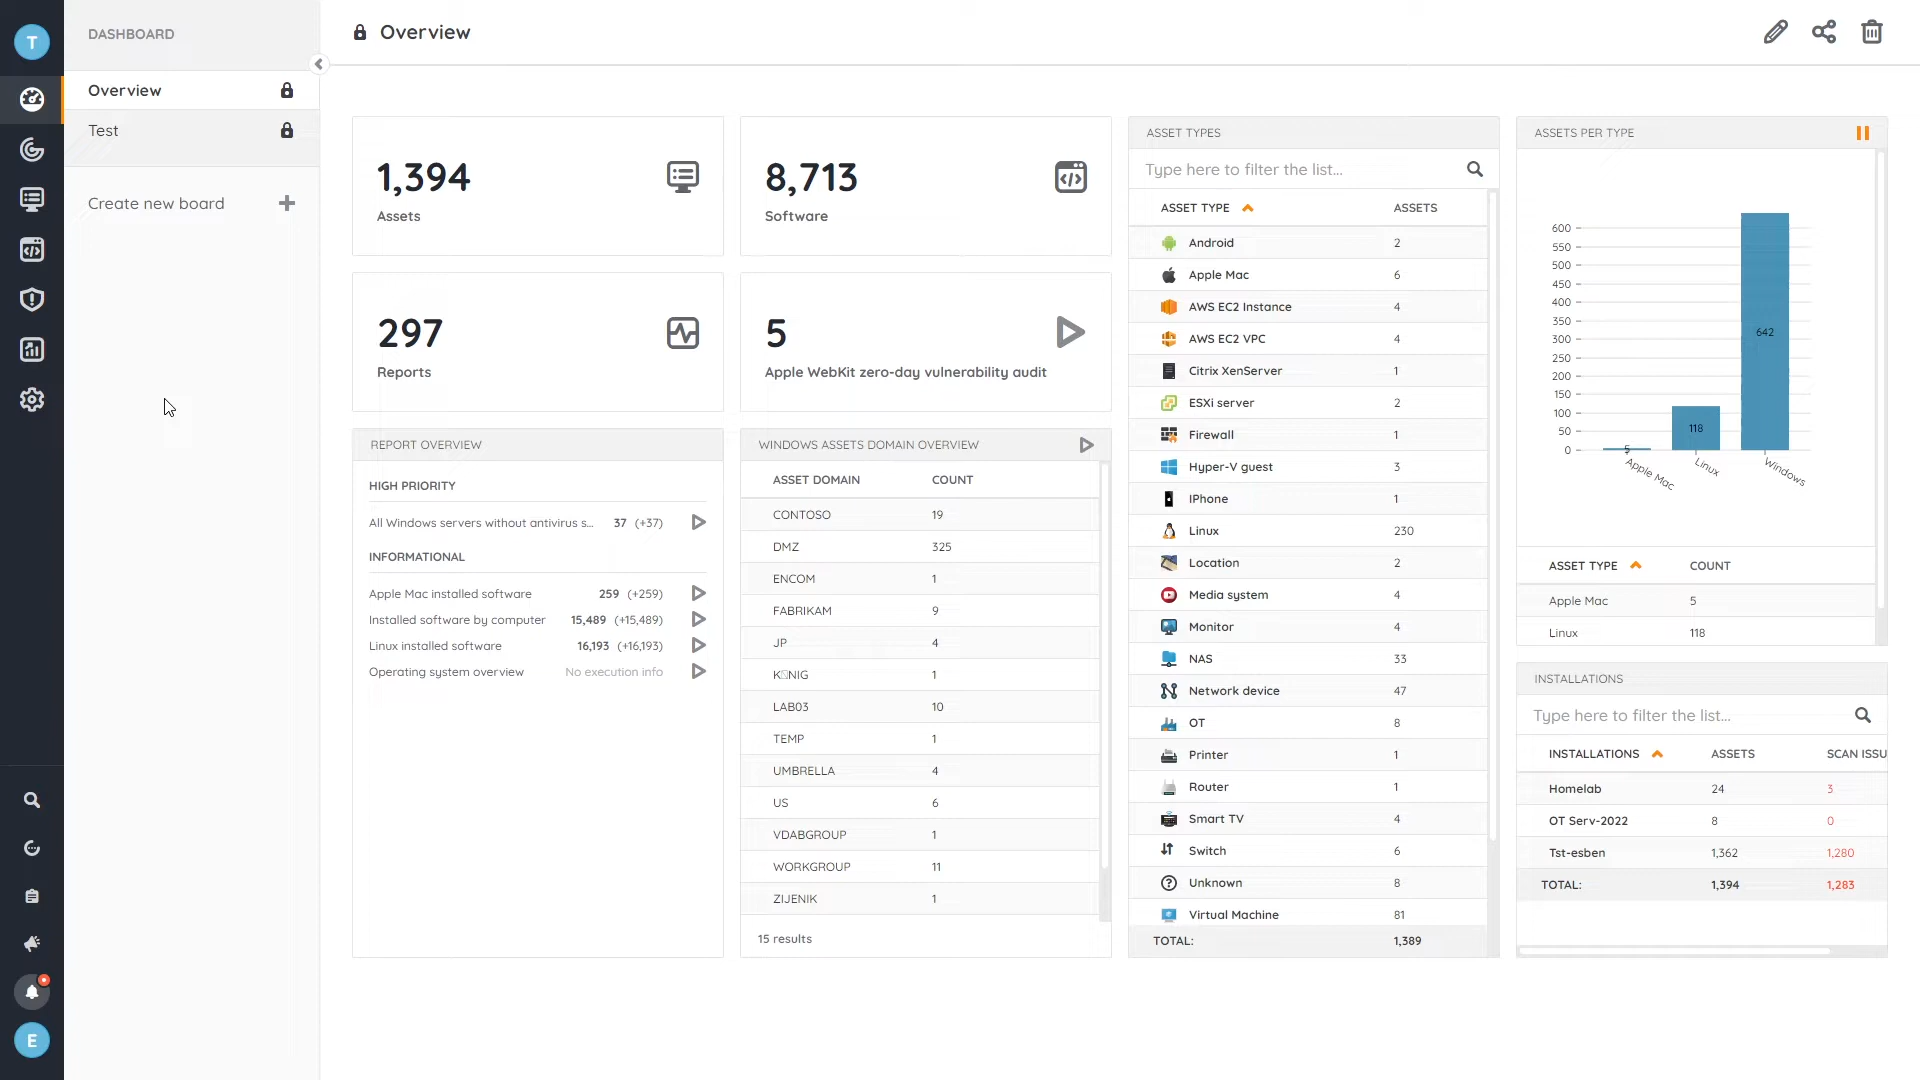 T
DASHBOARD
Overview
Overview
Test
Create new board
1,394
Assets
8,713
Software
297
Reports
5
Apple WebKit zero-day vulnerability audit
REPORT OVERVIEW
HIGH PRIORITY
All Windows servers without antivirus s... 37 (+37)
INFORMATIONAL
Apple Mac installed software 259 (+259)
Installed software by computer 15,489 (+15,489)
Linux installed software 16,193 (+16,193)
Operating system overview No execution info
WINDOWS ASSETS DOMAIN OVERVIEW
ASSET DOMAIN COUNT
CONTOSO 19
DMZ 325
ENCOM 1
FABRIKAM 9
JP 4
K□NIG 1
LAB03 10
TEMP 1
UMBRELLA 4
US 6
VDABGROUP 1
WORKGROUP 11
ZIJENIK 1
15 results
ASSET TYPES
Type here to filter the list...
ASSET TYPE ASSETS
Android 2
Apple Mac 6
AWS EC2 Instance 4
AWS EC2 VPC 4
Citrix XenServer 1
ESXi server 2
Firewall 1
Hyper-V guest 3
IPhone 1
Linux 230
Location 2
Media system 4
Monitor 4
NAS 33
Network device 47
OT 8
Printer 1
Router 1
Smart TV 4
Switch 6
Unknown 8
Virtual Machine 81
TOTAL: 1,389
ASSETS PER TYPE
600
550
500
450
400
350
300
250
200
150
100
50
0
5
118
642
Apple Mac
Linux
Windows
ASSET TYPE COUNT
Apple Mac 5
Linux 118
INSTALLATIONS
Type here to filter the list...
INSTALLATIONS ASSETS SCAN ISSU
Homelab 24 3
OT Serv-2022 8 0
Tst-esben 1,362 1,280
TOTAL: 1,394 1,283
E